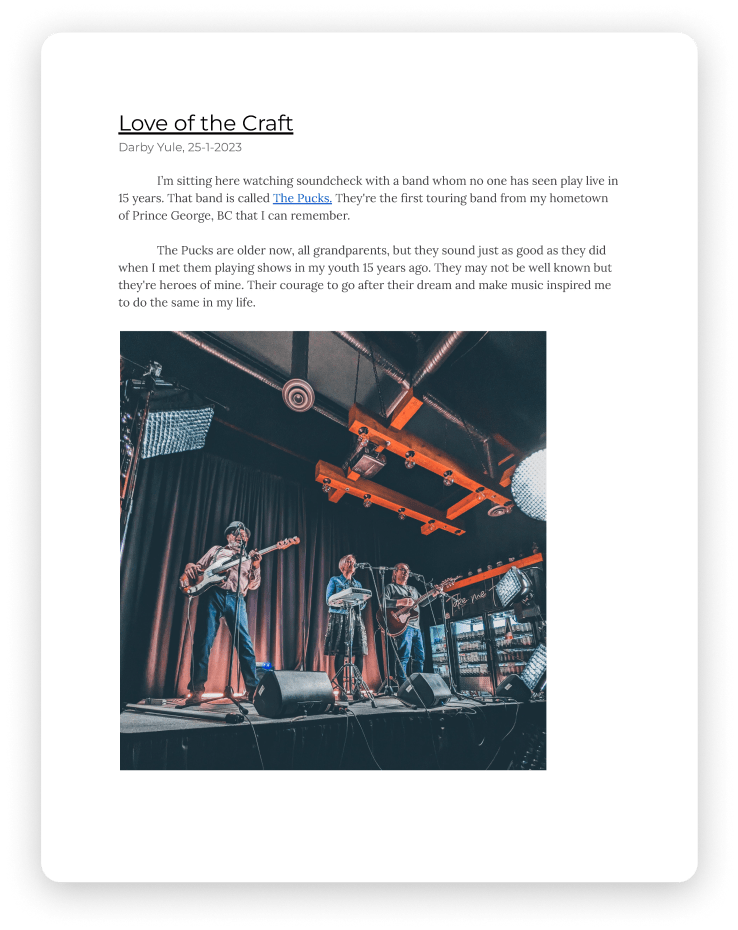 Love of the Craft
Darby Yule, 25-1-2023
I'm sitting here watching soundcheck with a band whom no one has seen play live in
15 years. That band is called The Pucks. They're the first touring band from my hometown
of Prince George, BC that I can remember.
The Pucks are older now, all grandparents, but they sound just as good as they did
when I met them playing shows in my youth 15 years ago. They may not be well known but
they're heroes of mine. Their courage to go after their dream and make music inspired me
to do the same in my life.
me